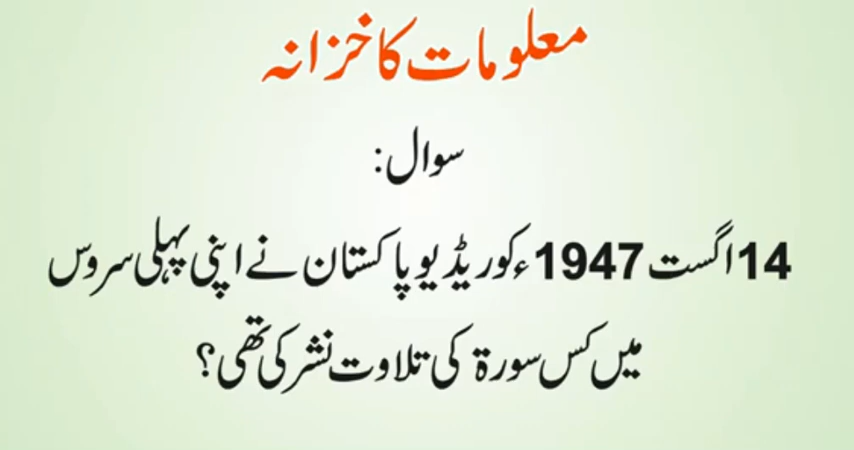 معلومات کا خزانہ
سوال:
14 اگست 1947ء کو ریڈیو پاکستان نے اپنی پہلی سروس
میں کس سورۃ کی تلاوت نشر کی تھی؟